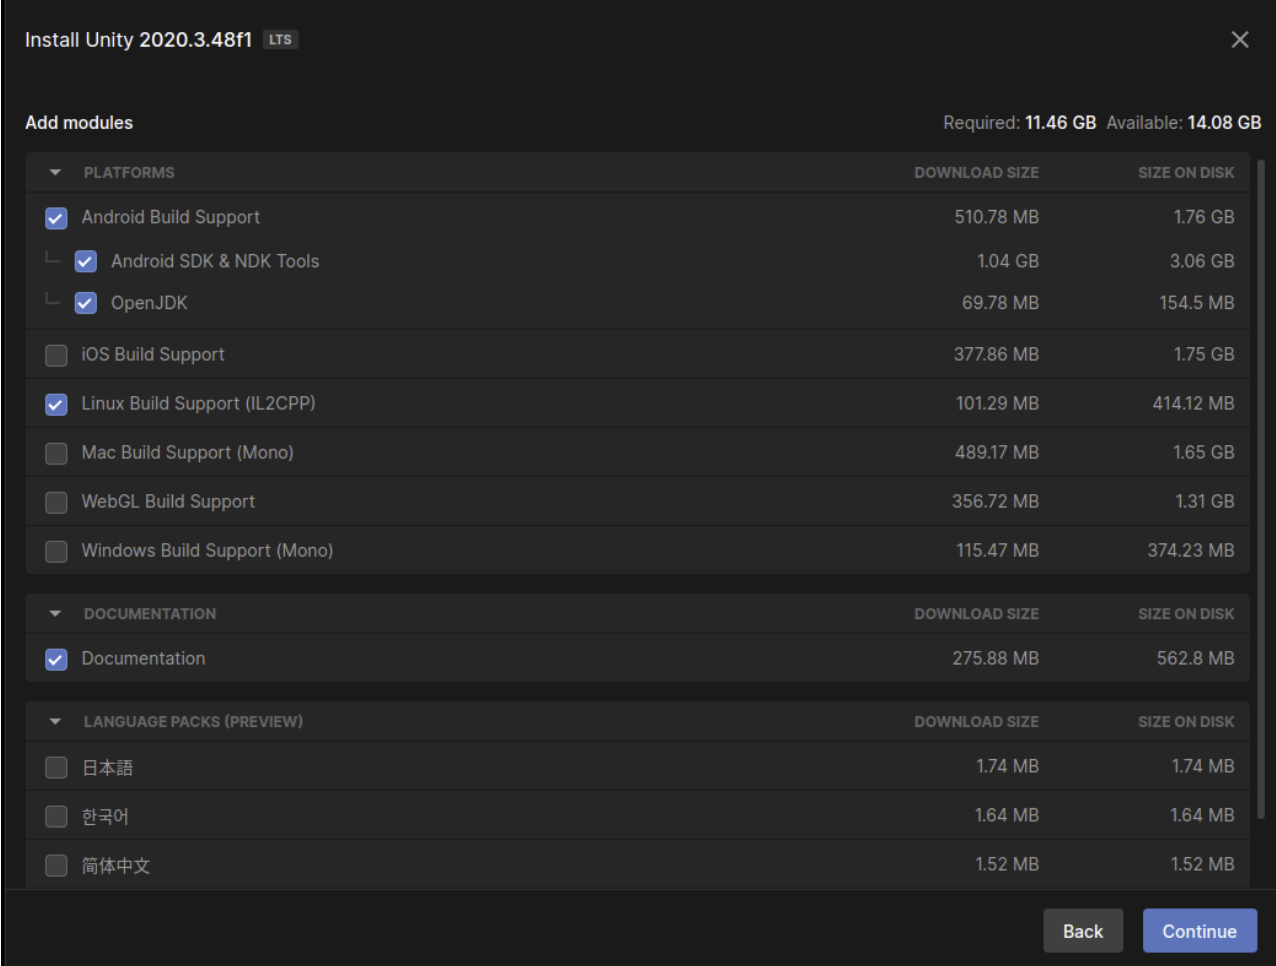 Install Unity 2020.3.48f1 LTS
Add modules Required: 11.46 GB Available: 14.08 GB
PLATFORMS DOWNLOAD SIZE SIZE ON DISK
Android Build Support 510.78 MB 1.76 GB
Android SDK & NDK Tools 1.04 GB 3.06 GB
OpenJDK 69.78 MB 154.5 MB
iOS Build Support 377.86 MB 1.75 GB
Linux Build Support (IL2CPP) 101.29 MB 414.12 MB
Mac Build Support (Mono) 489.17 MB 1.65 GB
WebGL Build Support 356.72 MB 1.31 GB
Windows Build Support (Mono) 115.47 MB 374.23 MB
DOCUMENTATION DOWNLOAD SIZE SIZE ON DISK
Documentation 275.88 MB 562.8 MB
LANGUAGE PACKS (PREVIEW) DOWNLOAD SIZE SIZE ON DISK
日本語 1.74 MB 1.74 MB
한국어 1.64 MB 1.64 MB
简体中文 1.52 MB 1.52 MB
Back Continue